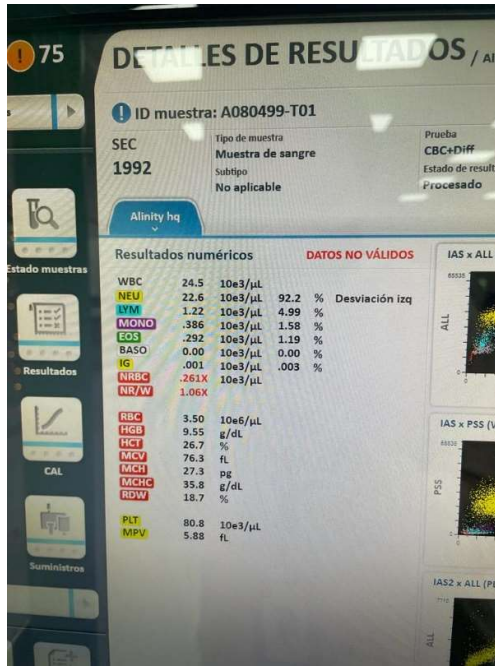 75
DETALLES DE RESULTADOS /
ID muestra: A080499-T01
SEC
1992
Tipo de muestra
Muestra de sangre
Subtipo
No aplicable
Prueba
CBC+Diff
Estado de result
Procesado
Alinity hq
Estado muestras
Resultados
CAL
Suministros
Resultados numéricos DATOS NO VÁLIDOS
WBC 24.5 10e3/µL
NEU 22.6 10e3/µL 92.2 % Desviación izq
LYM 1.22 10e3/µL 4.99 %
MONO .386 10e3/µL 1.58 %
EOS .292 10e3/µL 1.19 %
BASO 0.00 10e3/µL 0.00 %
IG .001 10e3/µL .003 %
NRBC .261X 10e3/µL
NR/W 1.06X
RBC 3.50 10e6/µL
HGB 9.55 g/dL
HCT 26.7 %
MCV 76.3 fL
MCH 27.3 pg
MCHC 35.8 g/dL
RDW 18.7 %
PLT 80.8 10e3/µL
MPV 5.88 fL
IAS x ALL
65535
ALL
IAS x PSS (V
65535
PSS
IAS2 x ALL (P
ALL